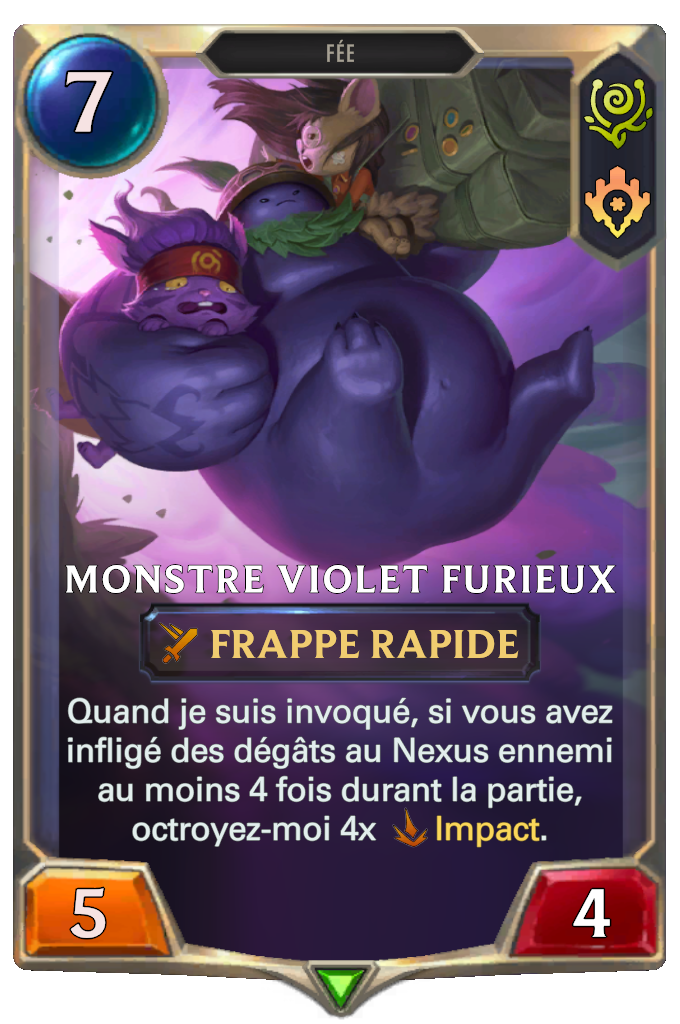 FÉE
7
MONSTRE VIOLET FURIEUX
FRAPPE RAPIDE
Quand je suis invoqué, si vous avez
infligé des dégâts au Nexus ennemi
au moins 4 fois durant la partie,
octroyez-moi 4x Impact.
5
4